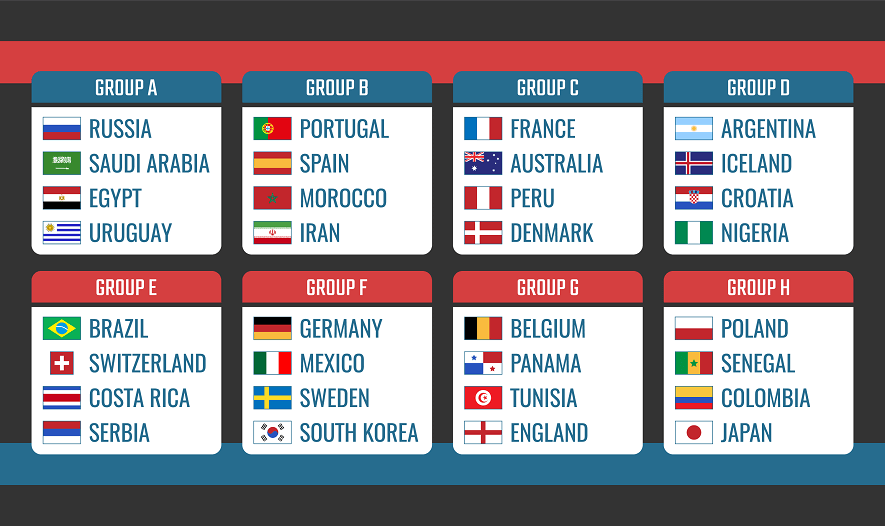 GROUP A
RUSSIA
SAUDI ARABIA
EGYPT
URUGUAY
GROUP B
PORTUGAL
SPAIN
MOROCCO
IRAN
GROUP C
FRANCE
AUSTRALIA
PERU
DENMARK
GROUP D
ARGENTINA
ICELAND
CROATIA
NIGERIA
GROUP E
BRAZIL
SWITZERLAND
COSTA RICA
SERBIA
GROUP F
GERMANY
MEXICO
SWEDEN
SOUTH KOREA
GROUP G
BELGIUM
PANAMA
TUNISIA
ENGLAND
GROUP H
POLAND
SENEGAL
COLOMBIA
JAPAN